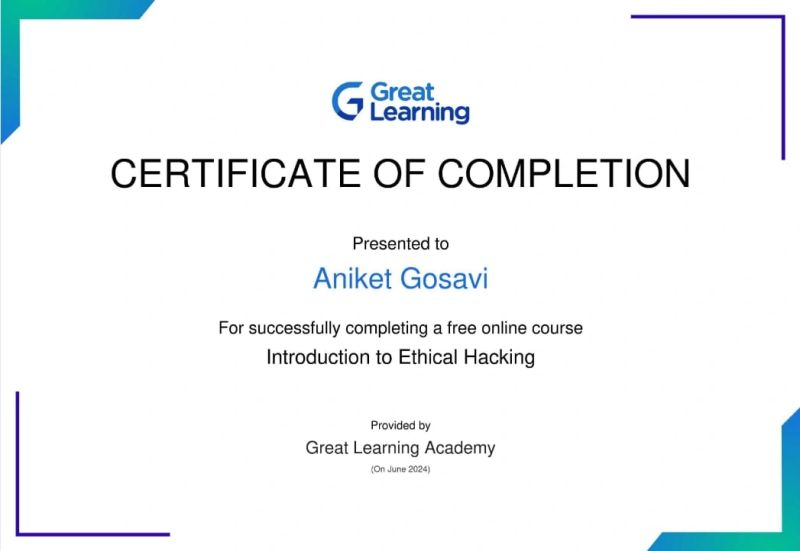 Great
Learning
CERTIFICATE OF COMPLETION
Presented to
Aniket Gosavi
For successfully completing a free online course
Introduction to Ethical Hacking
Provided by
Great Learning Academy
(On June 2024)